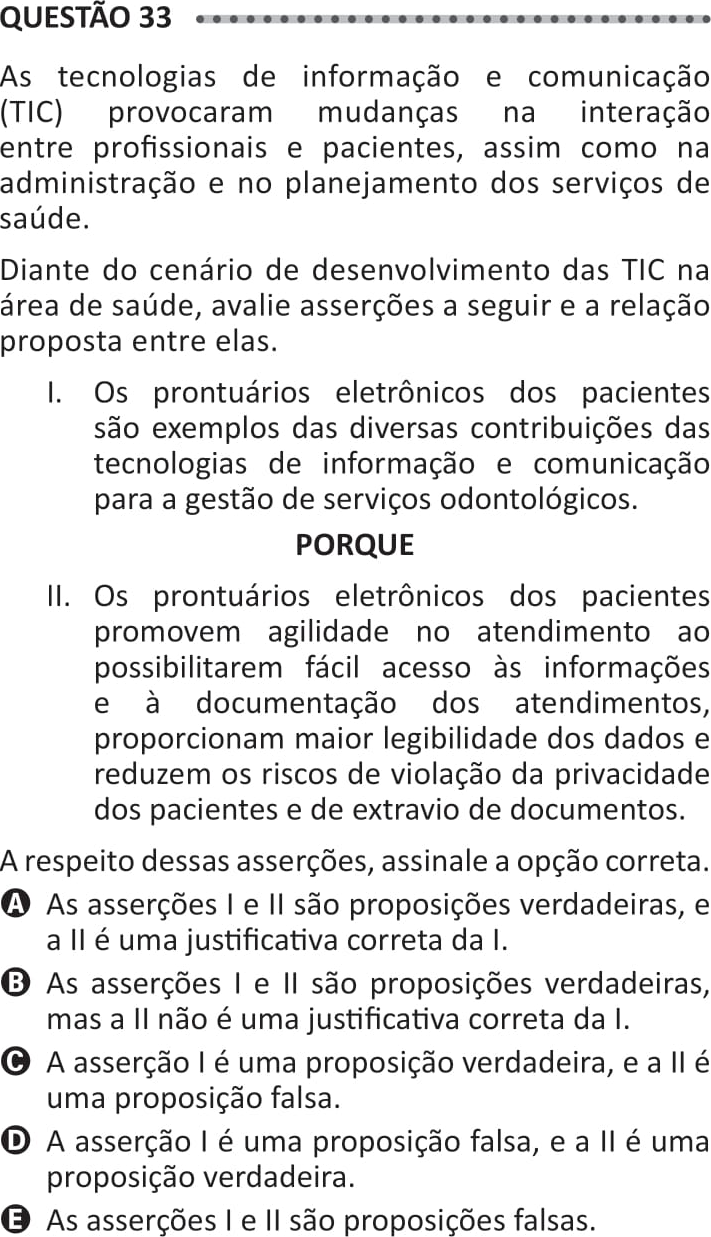 QUESTÃO 33
As tecnologias de informação e comunicação
(TIC) provocaram mudanças na interação
entre profissionais e pacientes, assim como na
administração e no planejamento dos serviços de
saúde.
Diante do cenário de desenvolvimento das TIC na
área de saúde, avalie asserções a seguir e a relação
proposta entre elas.
I. Os prontuários eletrônicos dos pacientes
são exemplos das diversas contribuições das
tecnologias de informação e comunicação
para a gestão de serviços odontológicos.
PORQUE
II. Os prontuários eletrônicos dos pacientes
promovem agilidade no atendimento ao
possibilitarem fácil acesso às informações
e à documentação dos atendimentos,
proporcionam maior legibilidade dos dados e
reduzem os riscos de violação da privacidade
dos pacientes e de extravio de documentos.
A respeito dessas asserções, assinale a opção correta.
A As asserções I e II são proposições verdadeiras, e
a II é uma justificativa correta da I.
B As asserções I e II são proposições verdadeiras,
mas a II não é uma justificativa correta da I.
C A asserção I é uma proposição verdadeira, e a II é
uma proposição falsa.
D A asserção I é uma proposição falsa, e a II é uma
proposição verdadeira.
E As asserções I e II são proposições falsas.